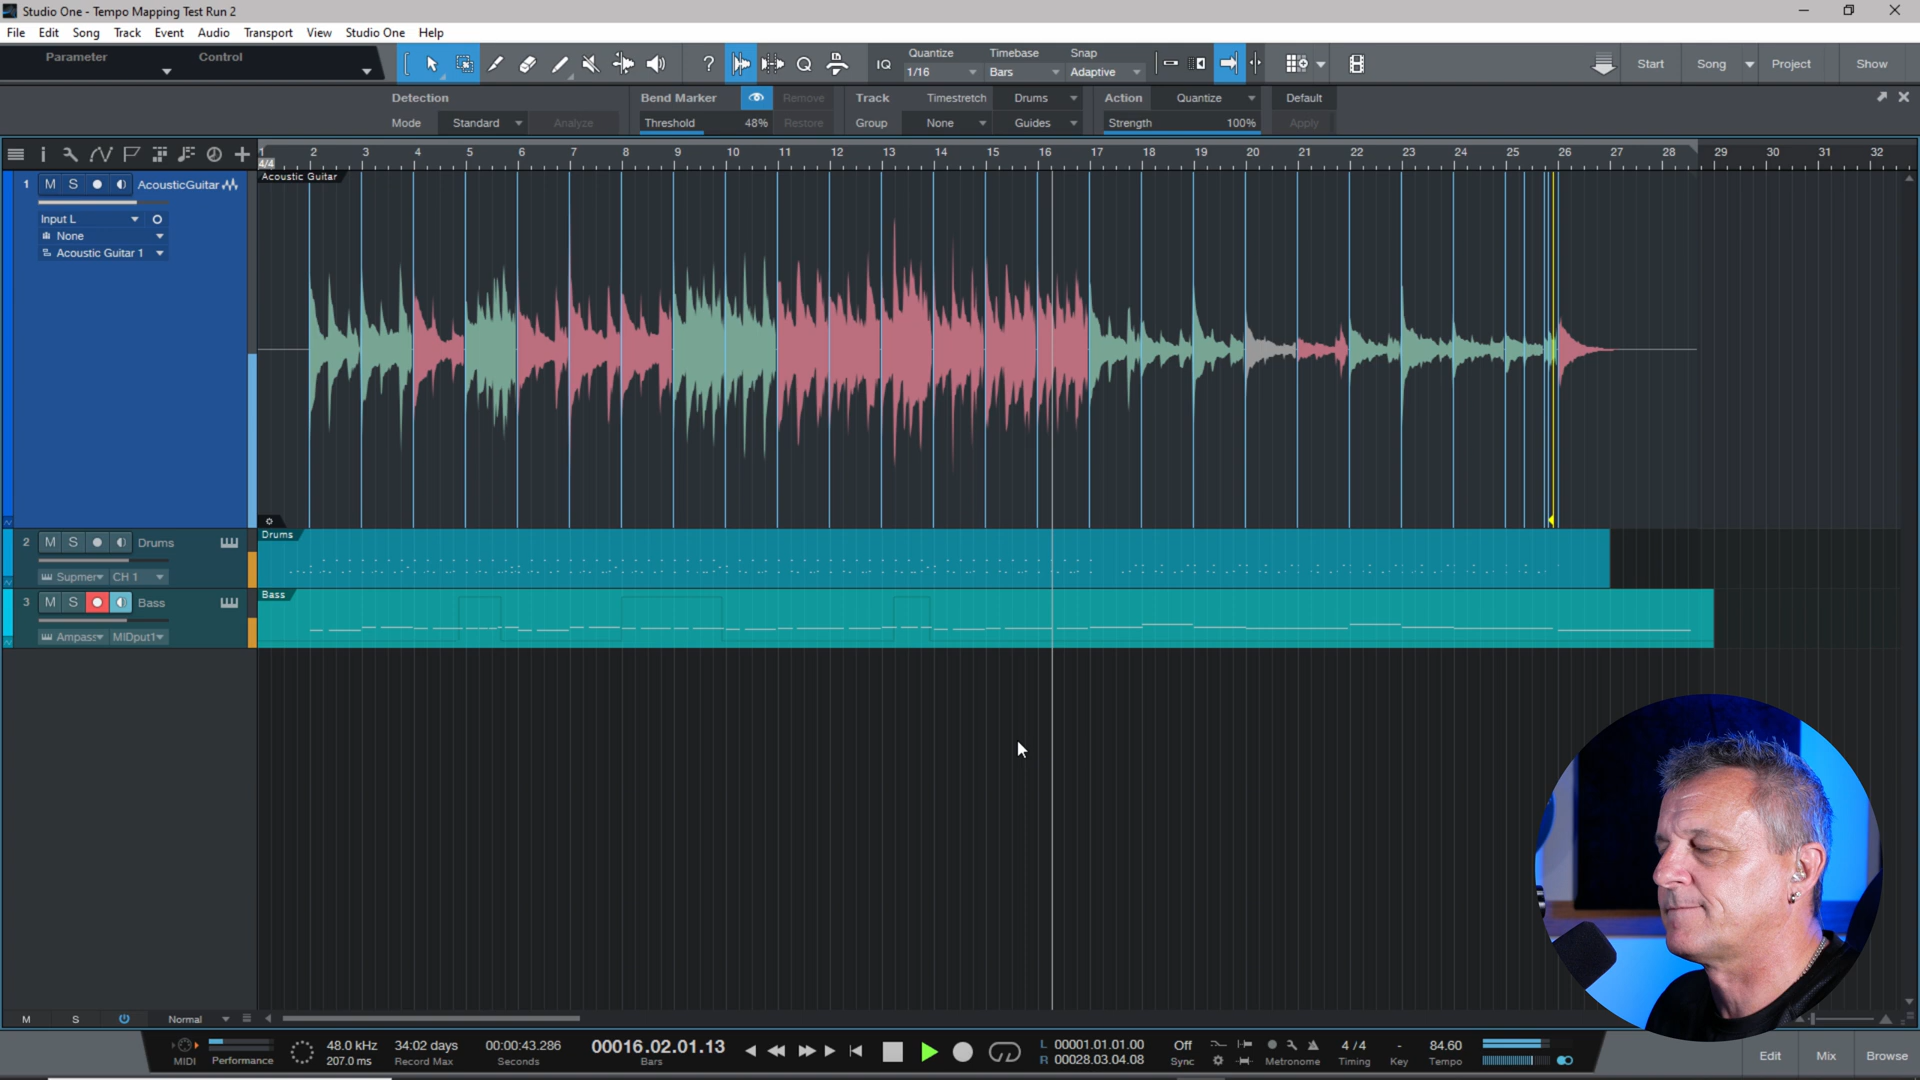 Studio One - Tempo Mapping Test Run 2
File Edit Song Track Event Audio Transport View Studio One Help
Parameter Control
? IQ Quantize 1/16 Timebase Bars Snap Adaptive
Start Song Project Show
Detection Bend Marker Remove Track Timestretch Drums Action Quantize Default
Mode Standard Analyze Threshold 48% Restore Group None Guides Strength 100% Apply
1 2 3 4 5 6 7 8 9 10 11 12 13 14 15 16 17 18 19 20 21 22 23 24 25 26 27 28 29 30 31 32
4/4
Acoustic Guitar
1 M S AcousticGuitar
Input L
None
Acoustic Guitar 1
Drums
2 M S Drums
Supmer CH 1
Bass
3 M S Bass
Ampass MIDput1
M S Normal
MIDI Performance
48.0 kHz
207.0 ms
34:02 days
Record Max
00:00:43.286
Seconds
00016.02.01.13
Bars
L 00001.01.01.00
R 00028.03.04.08
Off
Sync
Metronome
4 / 4
Timing
-
Key
84.60
Tempo
Edit Mix Browse